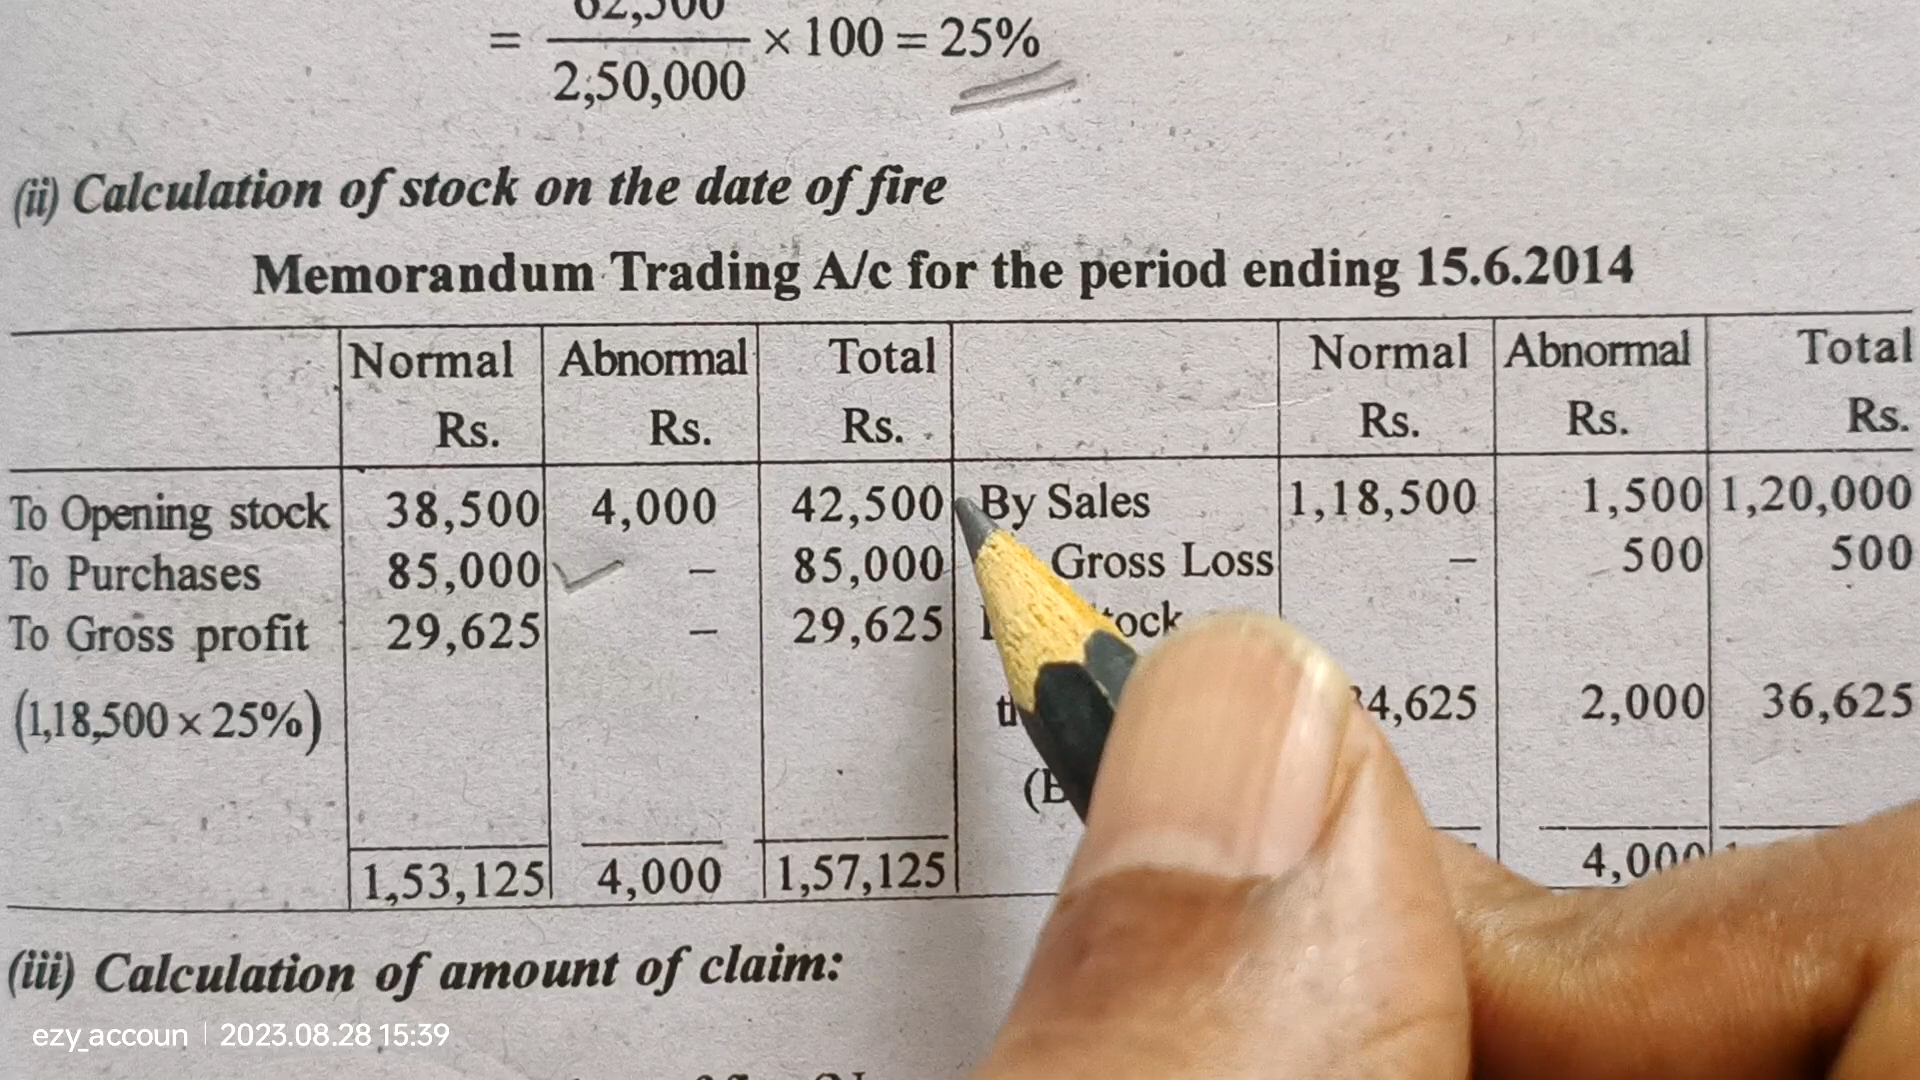 = 62,500 / 2,50,000 × 100 = 25%
(ii) Calculation of stock on the date of fire
Memorandum Trading A/c for the period ending 15.6.2014
Normal Abnormal Total Normal Abnormal Total
Rs. Rs. Rs. Rs. Rs. Rs.
To Opening stock 38,500 4,000 42,500 By Sales 1,18,500 1,500 1,20,000
To Purchases 85,000 – 85,000 Gross Loss – 500 500
To Gross profit 29,625 – 29,625
(1,18,500 × 25%) 4,625 2,000 36,625
1,53,125 4,000 1,57,125 4,000
(iii) Calculation of amount of claim:
ezy_accoun | 2023.08.28 15:39